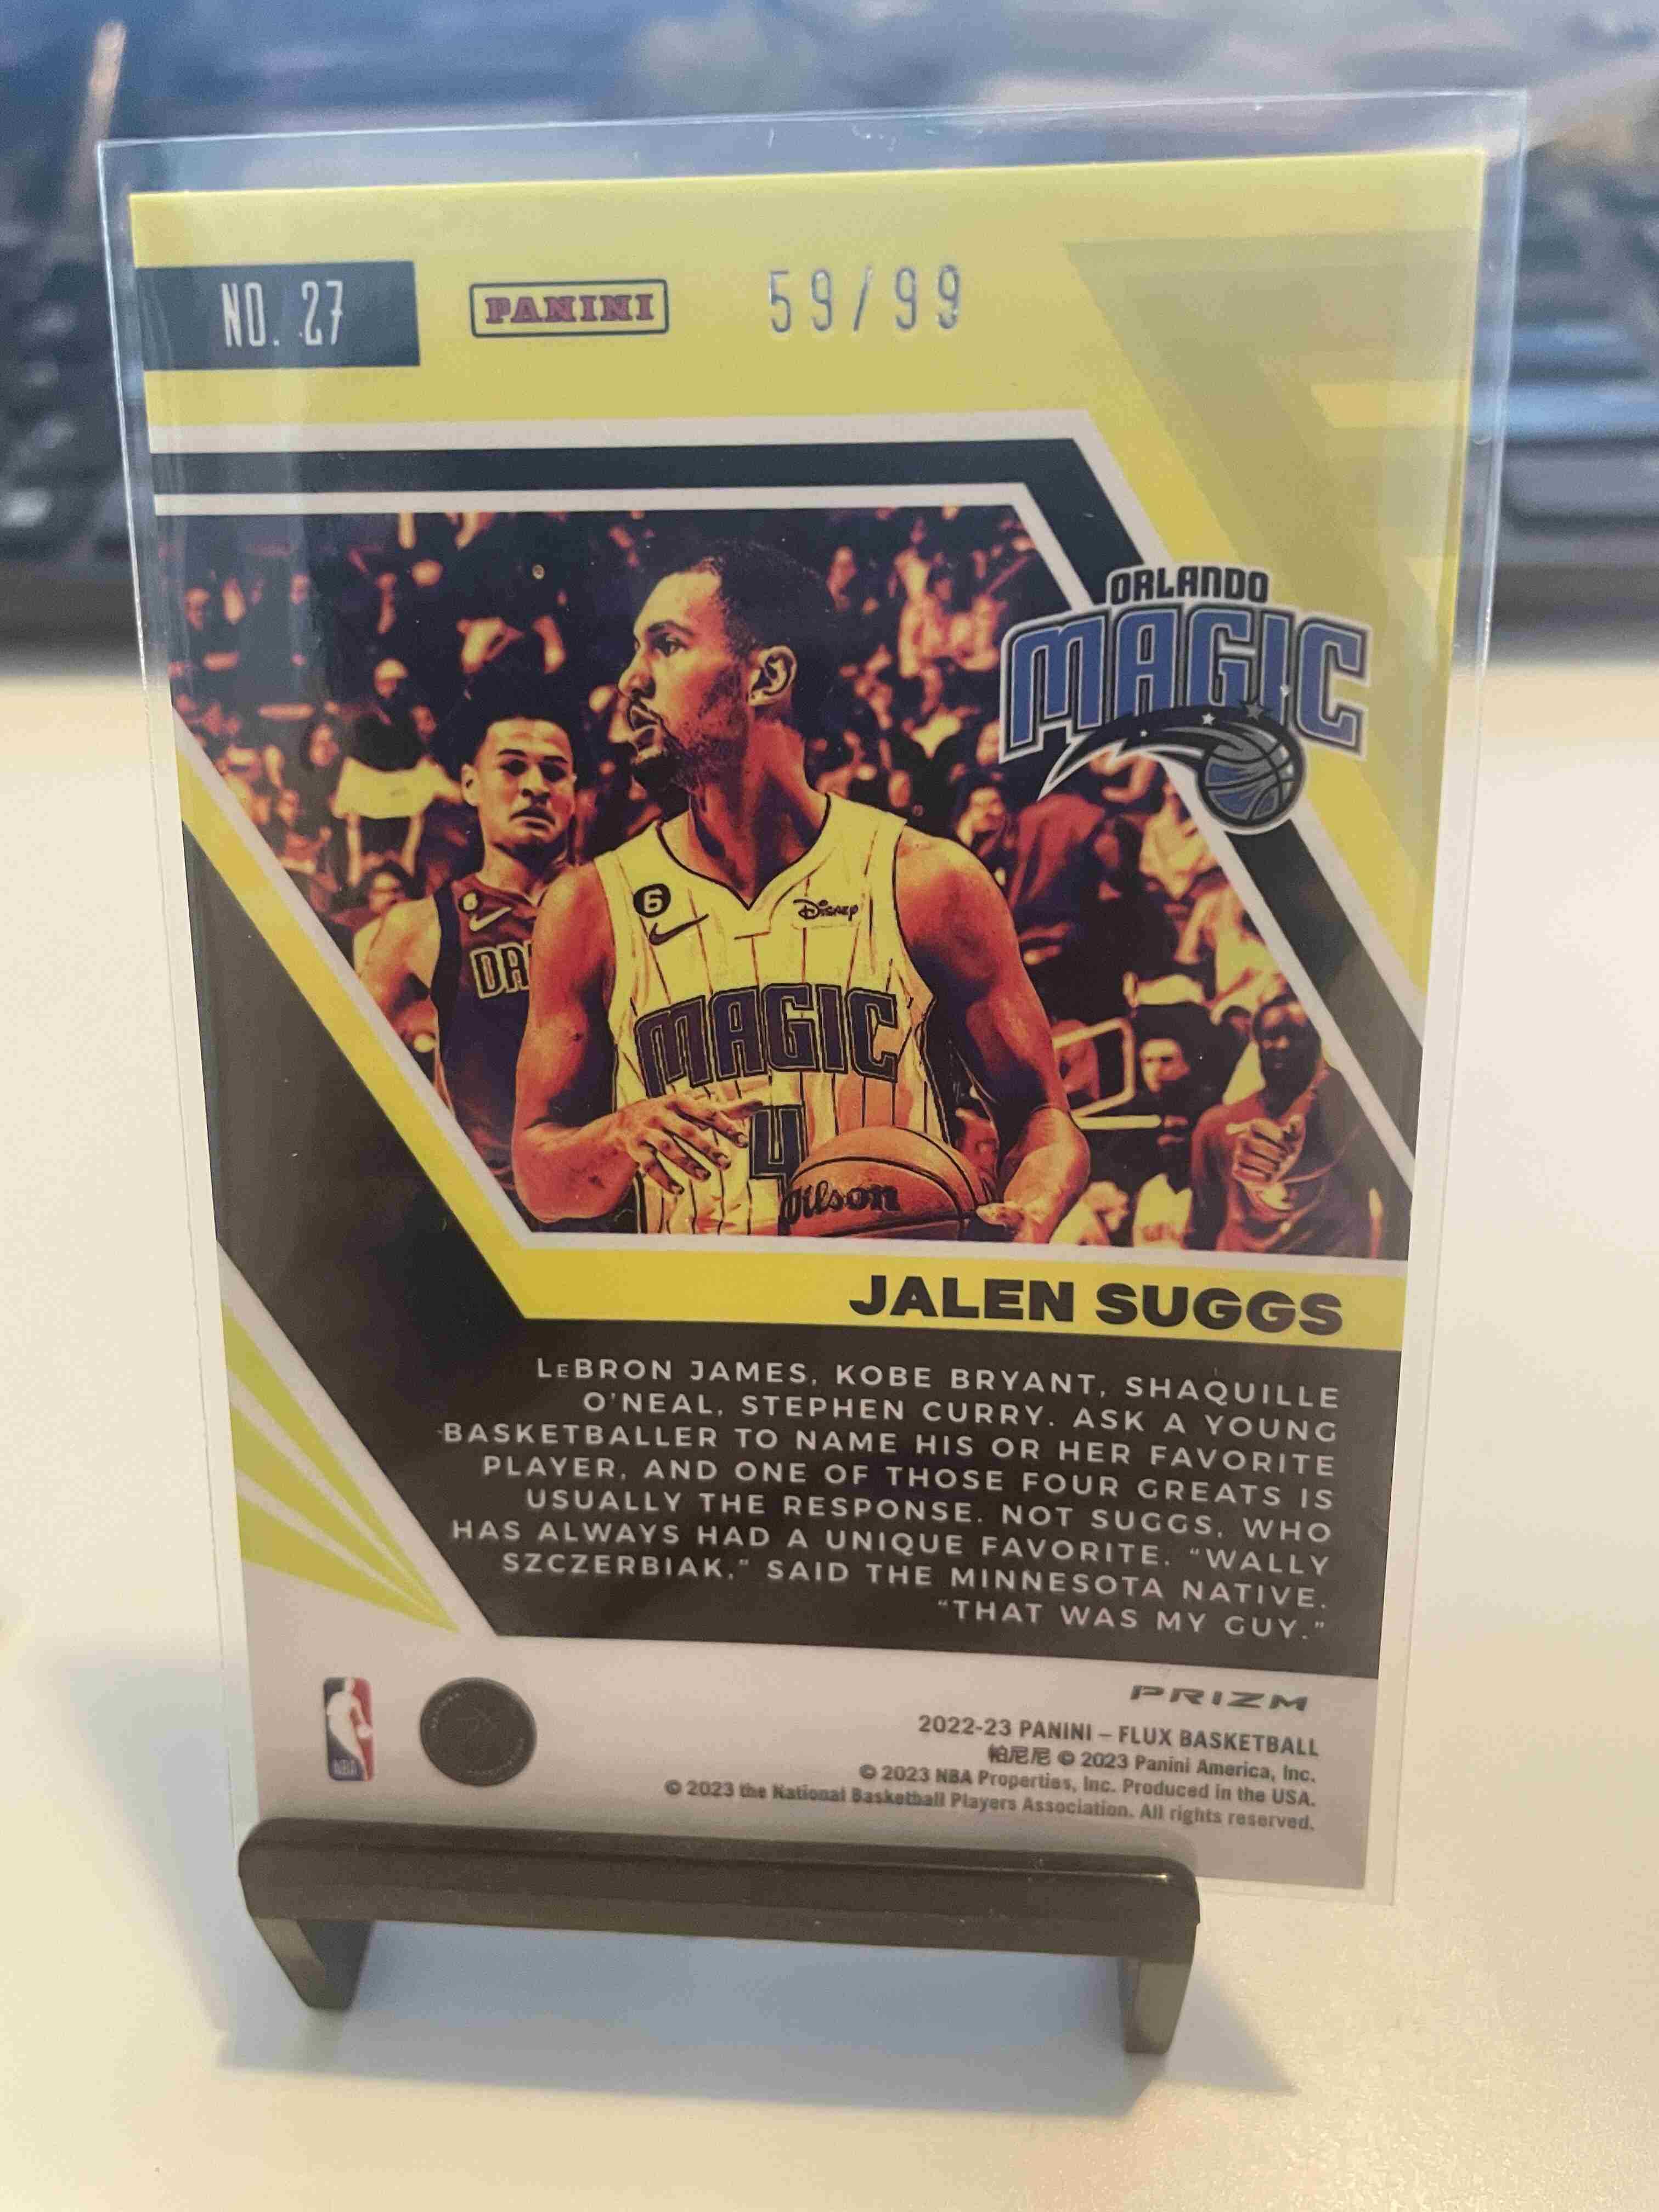 NO. 27
PANINI
59/99
ORLANDO
MAGIC
6
Disney
DA
MAGIC
4
Wilson
JALEN SUGGS
LEBRON JAMES, KOBE BRYANT, SHAQUILLE
O'NEAL, STEPHEN CURRY. ASK A YOUNG
BASKETBALLER TO NAME HIS OR HER FAVORITE
PLAYER, AND ONE OF THOSE FOUR GREATS IS
USUALLY THE RESPONSE. NOT SUGGS, WHO
HAS ALWAYS HAD A UNIQUE FAVORITE. "WALLY
SZCZERBIAK," SAID THE MINNESOTA NATIVE.
"THAT WAS MY GUY."
PRIZM
2022-23 PANINI – FLUX BASKETBALL
帕尼尼 © 2023 Panini America, Inc.
© 2023 NBA Properties, Inc. Produced in the USA.
© 2023 the National Basketball Players Association. All rights reserved.
NBA